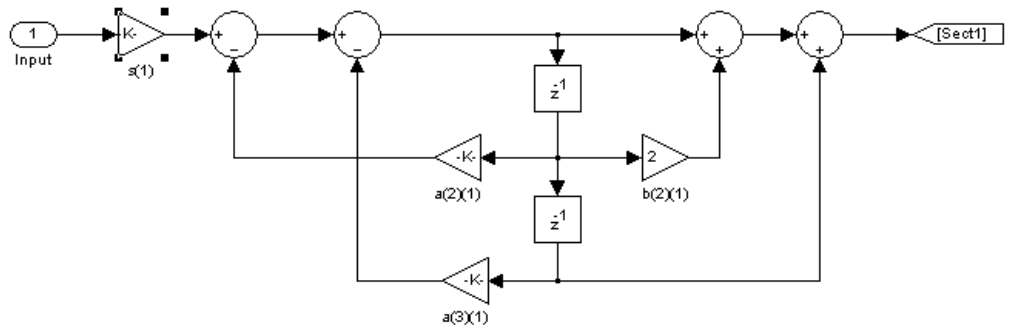 1
Input
K-
s(1)
+
−
+
−
+
+
+
+
[Sect1]
z-1
-K-
a(2)(1)
2
b(2)(1)
z-1
-K-
a(3)(1)